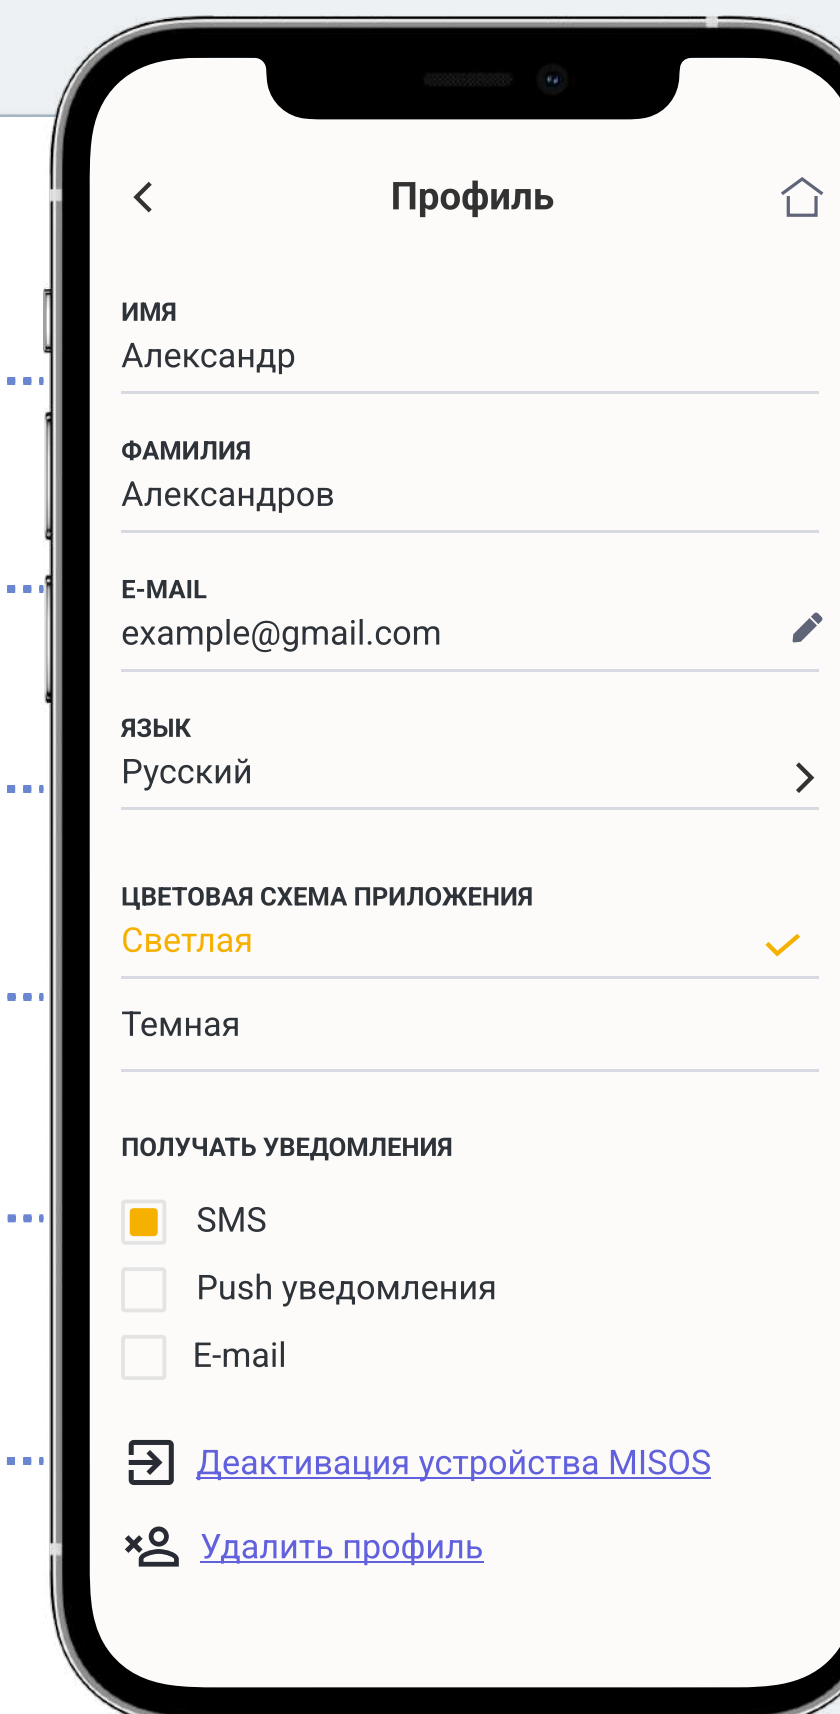 Профиль
ИМЯ
Александр
ФАМИЛИЯ
Александров
E-MAIL
example@gmail.com
ЯЗЫК
Русский
ЦВЕТОВАЯ СХЕМА ПРИЛОЖЕНИЯ
Светлая
Темная
ПОЛУЧАТЬ УВЕДОМЛЕНИЯ
SMS
Push уведомления
E-mail
Деактивация устройства MISOS
Удалить профиль